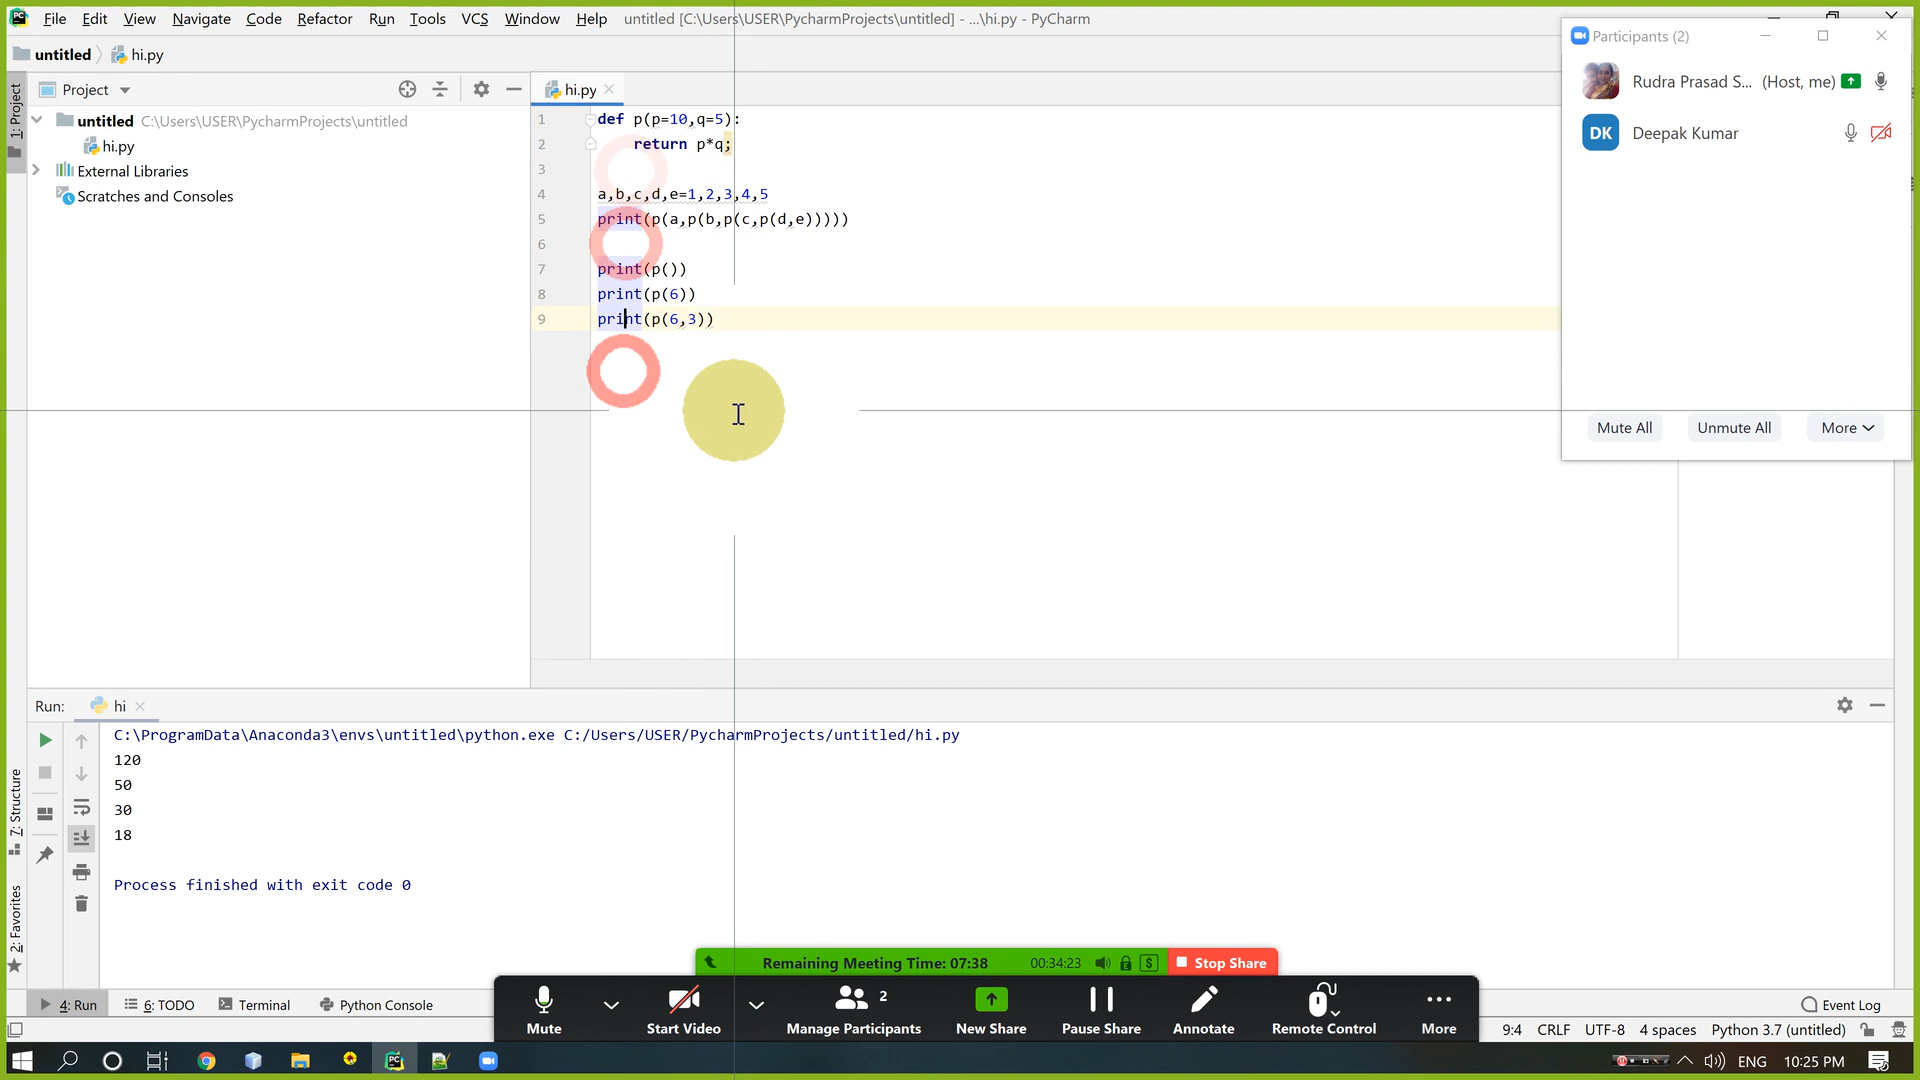 File Edit View Navigate Code Refactor Run Tools VCS Window Help untitled [C:\Users\USER\PycharmProjects\untitled] - ...\hi.py - PyCharm
untitled hi.py
Participants (2)
Rudra Prasad S... (Host, me)
DK Deepak Kumar
Mute All Unmute All More
1: Project
Project
hi.py
untitled C:\Users\USER\PycharmProjects\untitled
hi.py
External Libraries
Scratches and Consoles
1 def p(p=10,q=5):
2 return p*q;
3
4 a,b,c,d,e=1,2,3,4,5
5 print(p(a,p(b,p(c,p(d,e)))))
6
7 print(p())
8 print(p(6))
9 print(p(6,3))
Run: hi
C:\ProgramData\Anaconda3\envs\untitled\python.exe C:/Users/USER/PycharmProjects/untitled/hi.py
120
50
30
18
Process finished with exit code 0
7: Structure
2: Favorites
Remaining Meeting Time: 07:38 00:34:23 Stop Share
4: Run 6: TODO Terminal Python Console
2
Mute Start Video Manage Participants New Share Pause Share Annotate Remote Control More
Event Log
9:4 CRLF UTF-8 4 spaces Python 3.7 (untitled)
ENG 10:25 PM